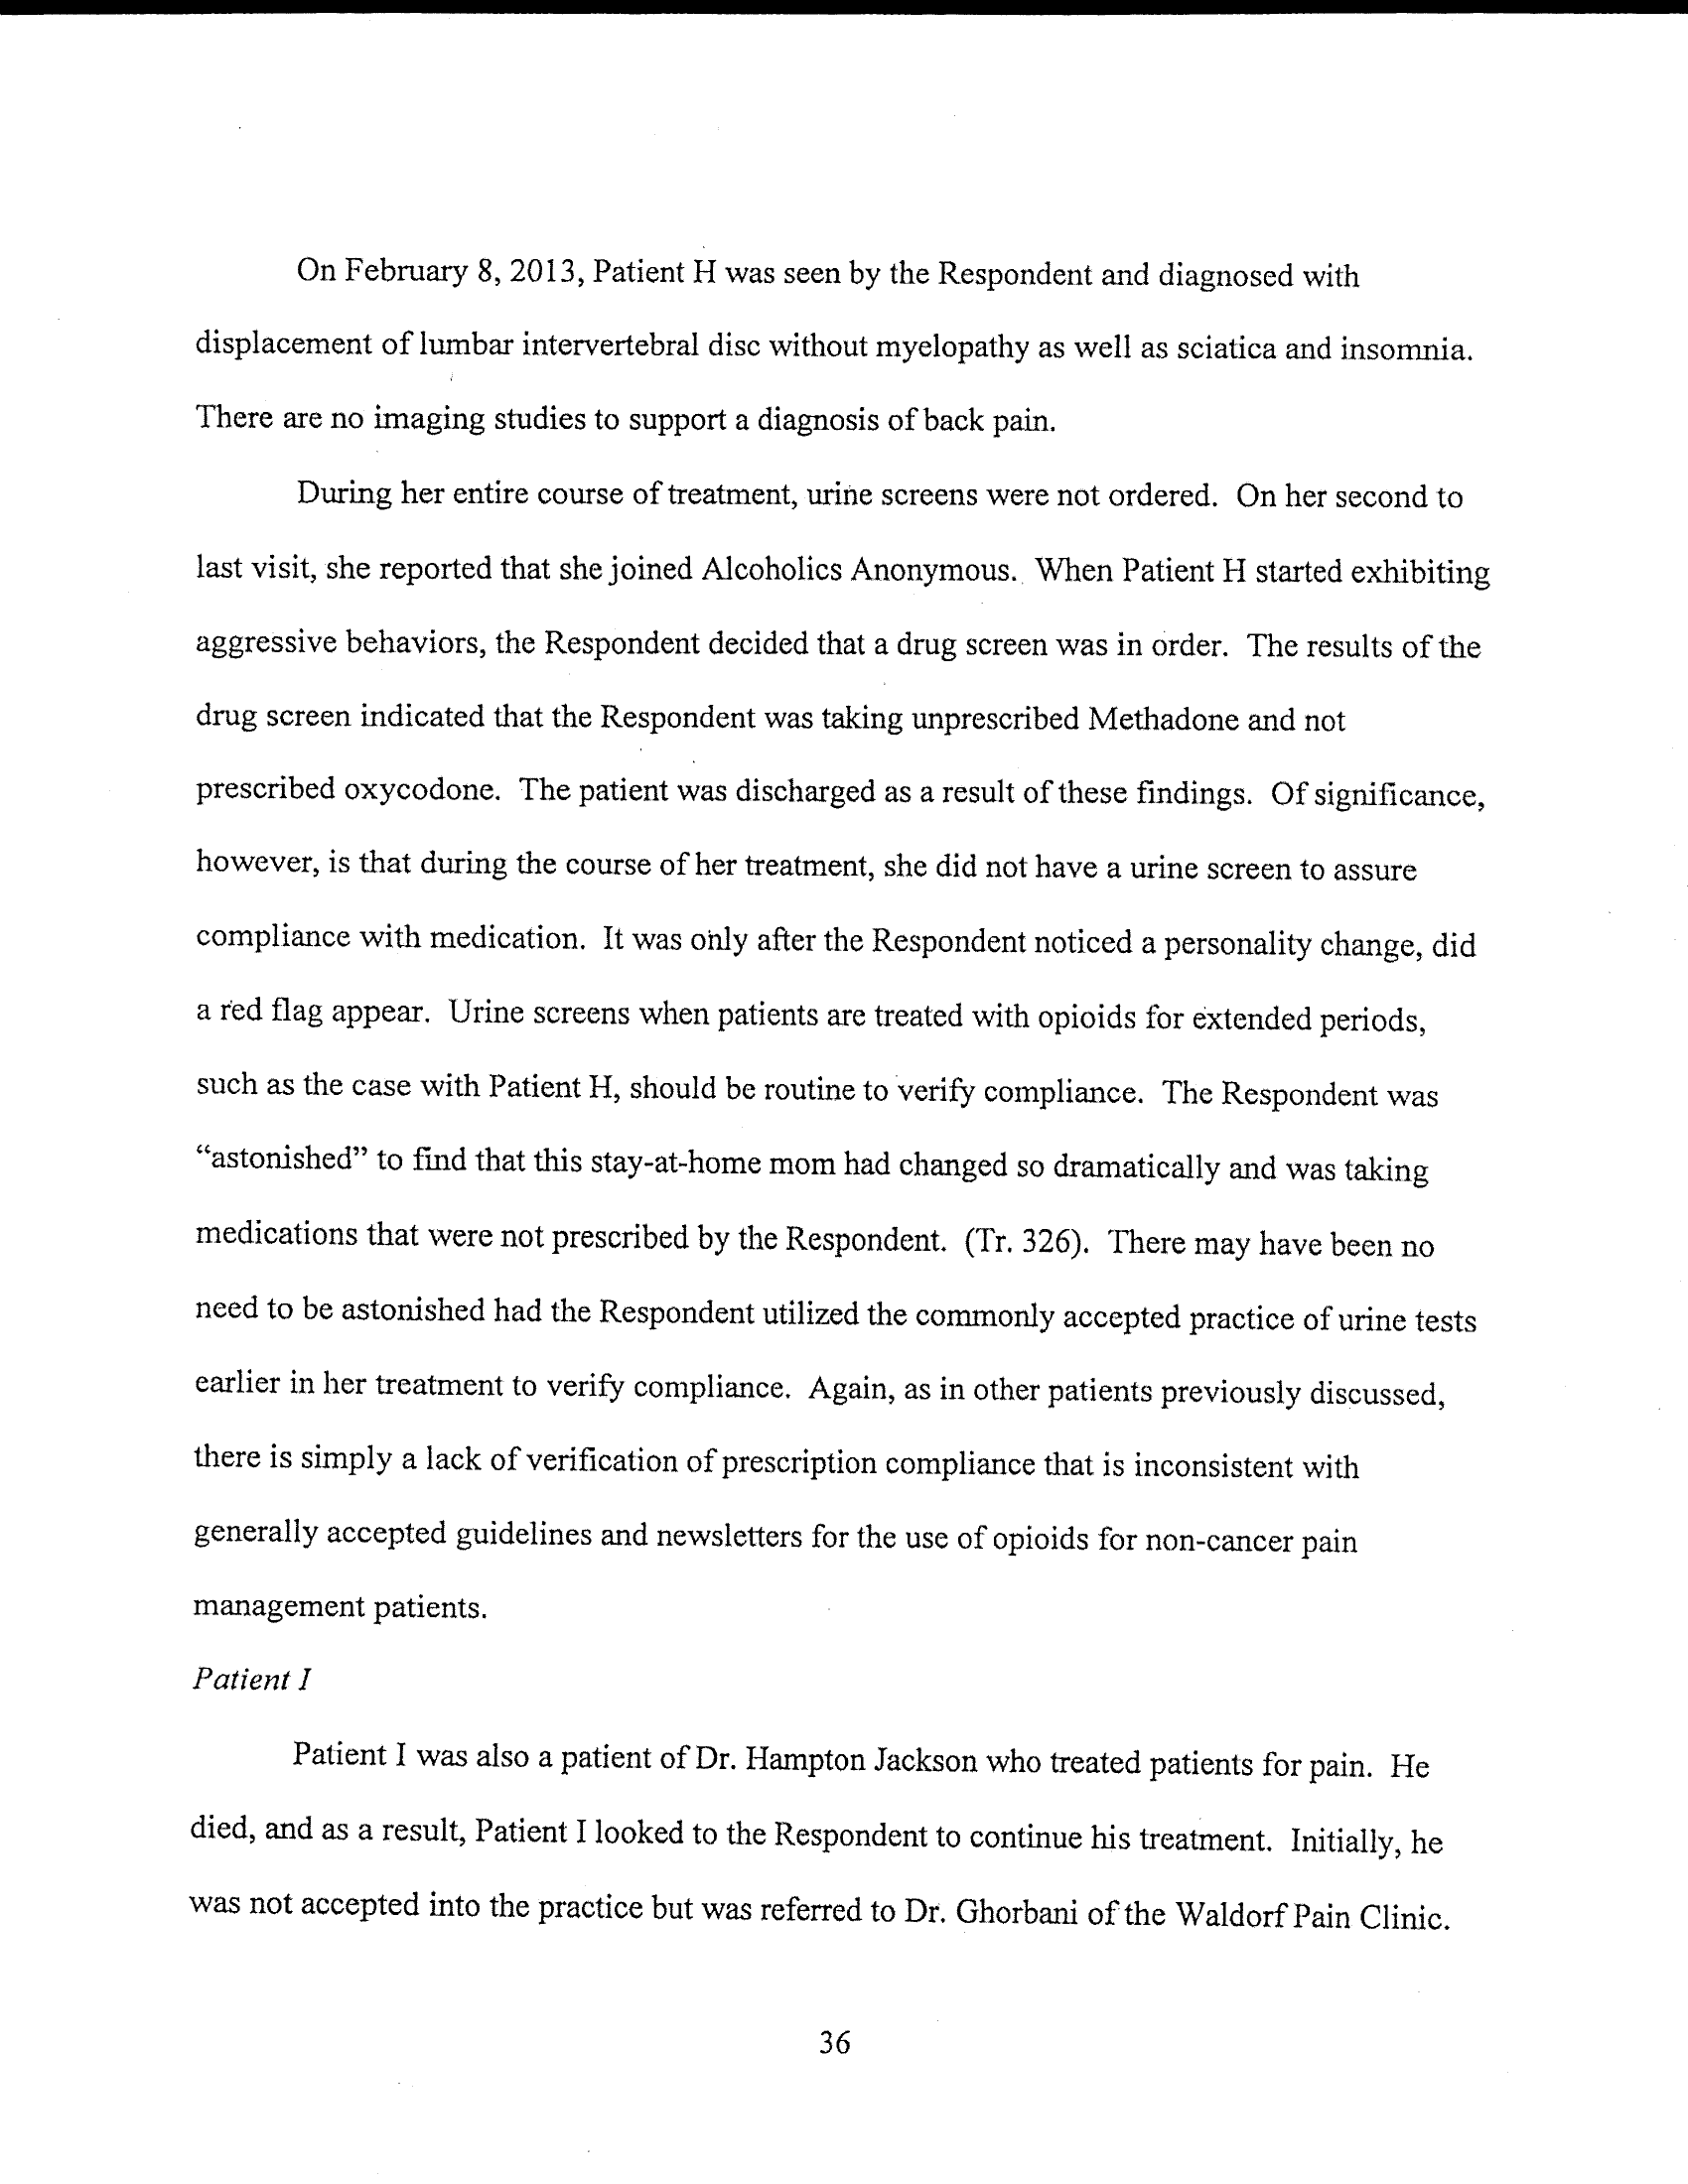 On February 8, 2013, Patient H was seen by the Respondent and diagnosed with
displacement of lumbar intervertebral disc without myelopathy as well as sciatica and insomnia.
There are no imaging studies to support a diagnosis of back pain.
During her entire course of treatment, urine screens were not ordered. On her second to
last visit, she reported that she joined Alcoholics Anonymous. When Patient H started exhibiting
aggressive behaviors, the Respondent decided that a drug screen was in order. The results of the
drug screen indicated that the Respondent was taking unprescribed Methadone and not
prescribed oxycodone. The patient was discharged as a result of these findings. Of significance,
however, is that during the course of her treatment, she did not have a urine screen to assure
compliance with medication. It was only after the Respondent noticed a personality change, did
a red flag appear. Urine screens when patients are treated with opioids for extended periods,
such as the case with Patient H, should be routine to verify compliance. The Respondent was
“astonished” to find that this stay-at-home mom had changed so dramatically and was taking
medications that were not prescribed by the Respondent. (Tr. 326). There may have been no
need to be astonished had the Respondent utilized the commonly accepted practice of urine tests
earlier in her treatment to verify compliance. Again, as in other patients previously discussed,
there is simply a lack of verification of prescription compliance that is inconsistent with
generally accepted guidelines and newsletters for the use of opioids for non-cancer pain
management patients.
Patient I
Patient I was also a patient of Dr. Hampton Jackson who treated patients for pain. He
died, and as a result, Patient I looked to the Respondent to continue his treatment. Initially, he
was not accepted into the practice but was referred to Dr. Ghorbani of the Waldorf Pain Clinic.
36